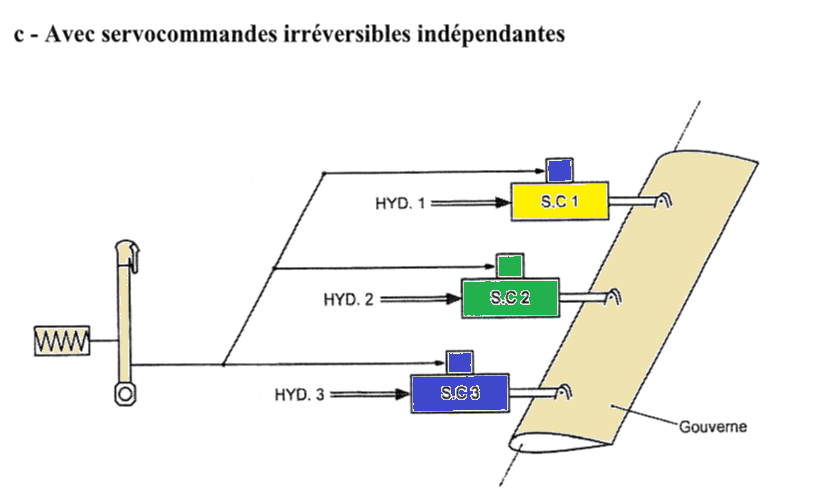 c - Avec servocommandes irréversibles indépendantes
HYD. 1
S.C 1
HYD. 2
S.C 2
HYD. 3
S.C 3
Gouverne